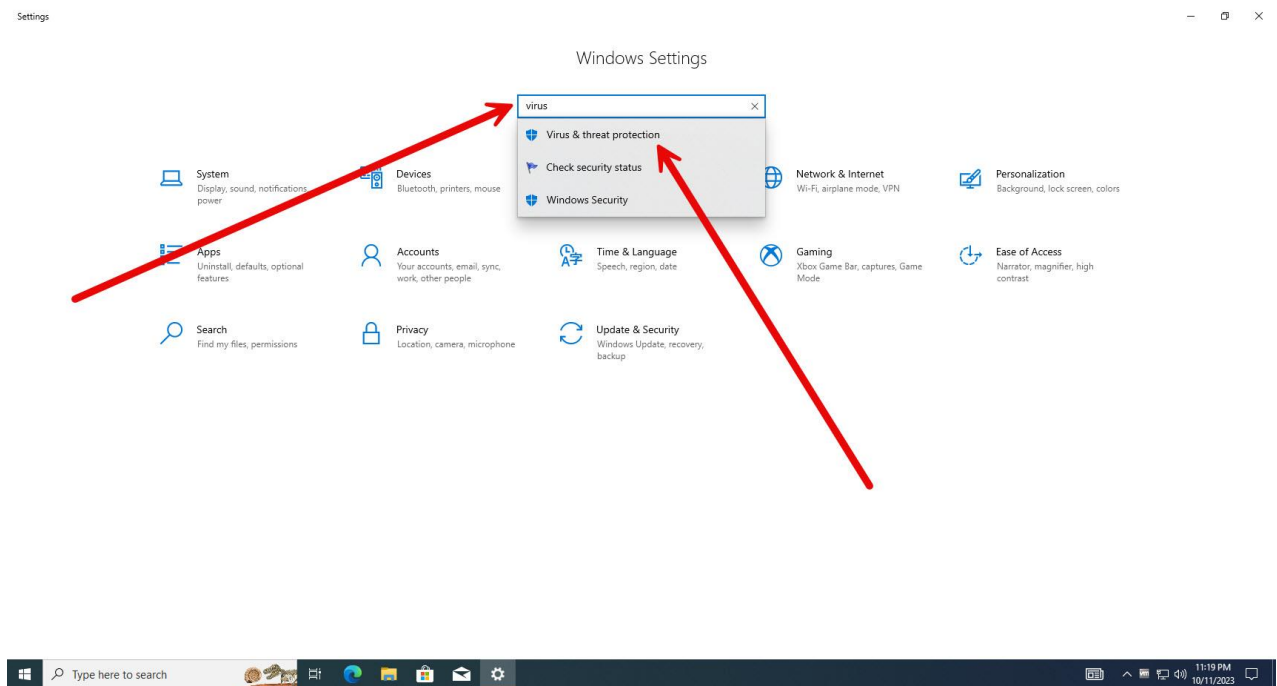 Settings
Windows Settings
virus
Virus & threat protection
Check security status
Windows Security
System
Display, sound, notifications,
power
Devices
Bluetooth, printers, mouse
Network & Internet
Wi-Fi, airplane mode, VPN
Personalization
Background, lock screen, colors
Apps
Uninstall, defaults, optional
features
Accounts
Your accounts, email, sync,
work, other people
Time & Language
Speech, region, date
Gaming
Xbox Game Bar, captures, Game
Mode
Ease of Access
Narrator, magnifier, high
contrast
Search
Find my files, permissions
Privacy
Location, camera, microphone
Update & Security
Windows Update, recovery,
backup
Type here to search
11:19 PM
10/11/2023